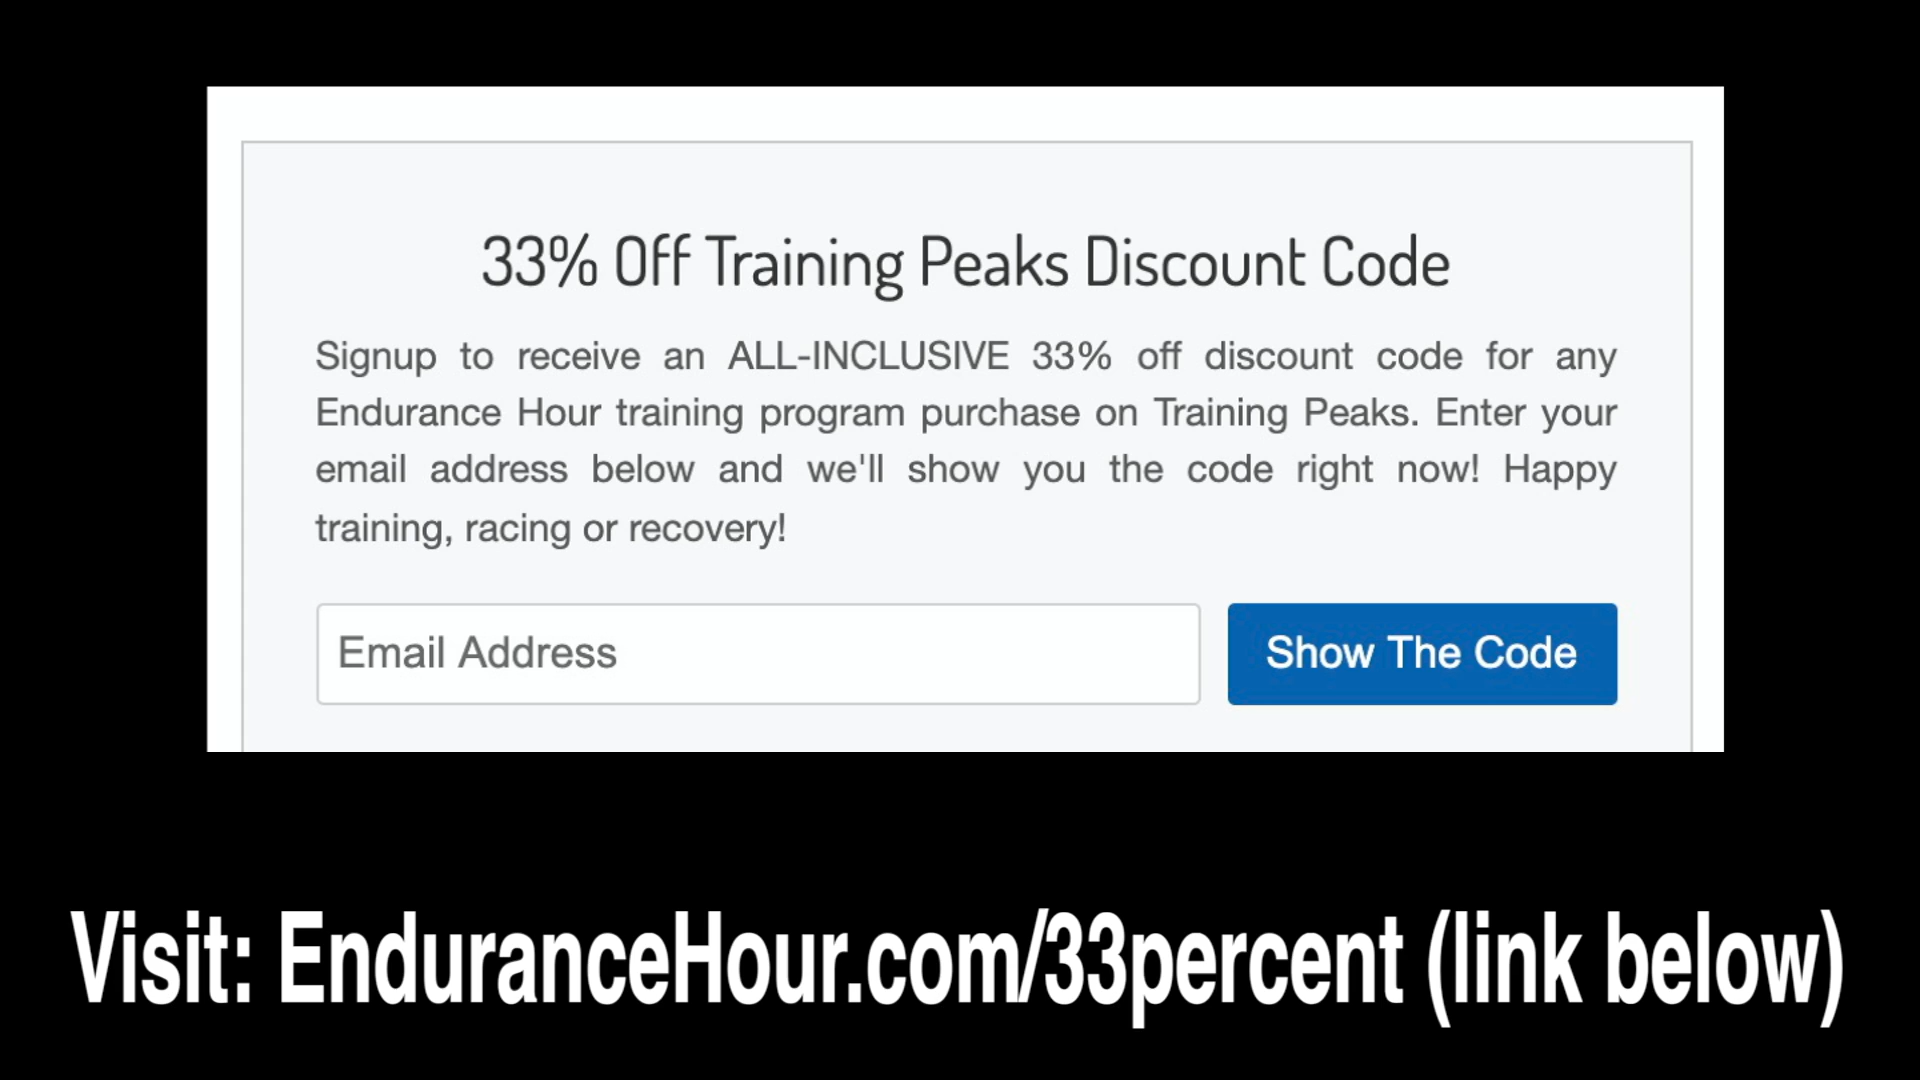 33% Off Training Peaks Discount Code
Signup to receive an ALL-INCLUSIVE 33% off discount code for any
Endurance Hour training program purchase on Training Peaks. Enter your
email address below and we'll show you the code right now! Happy
training, racing or recovery!
Email Address
Show The Code
Visit: EnduranceHour.com/33percent (link below)